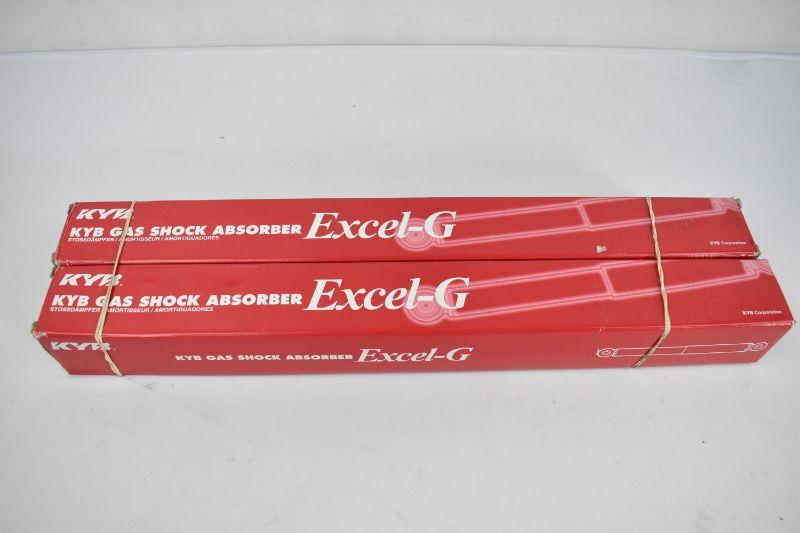 KYB
KYB GAS SHOCK ABSORBER Excel-G
STOSSDÄMPFER / AMORTISSEUR / AMORTIGUADORES
KYB Corporation
KYB
KYB GAS SHOCK ABSORBER Excel-G
STOSSDÄMPFER / AMORTISSEUR / AMORTIGUADORES
KYB Corporation
KYB
KYB GAS SHOCK ABSORBER Excel-G